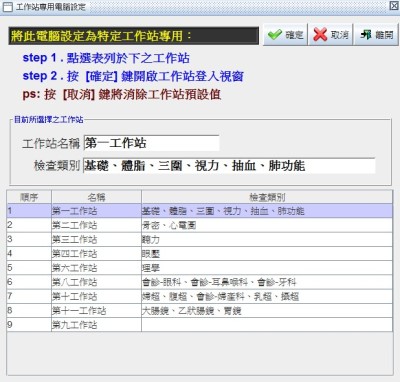 工作站專用電腦設定
將此電腦設定為特定工作站專用：
確定 取消 離開
step 1 . 點選表列於下之工作站
step 2 . 按【確定】鍵開啟工作站登入視窗
ps: 按【取消】鍵將消除工作站預設值
目前所選擇之工作站
工作站名稱 第一工作站
檢查類別 基礎、體脂、三圍、視力、抽血、肺功能
順序 名稱 檢查類別
1 第一工作站 基礎、體脂、三圍、視力、抽血、肺功能
2 第二工作站 骨密、心電圖
3 第三工作站 聽力
4 第四工作站 眼壓
5 第六工作站 理學
6 第八工作站 會診-眼科、會診-耳鼻喉科、會診-牙科
7 第十工作站 婦超、腹超、會診-婦產科、乳超、攝超
8 第十一工作站 大腸鏡、乙狀腸鏡、胃鏡
9 第九工作站